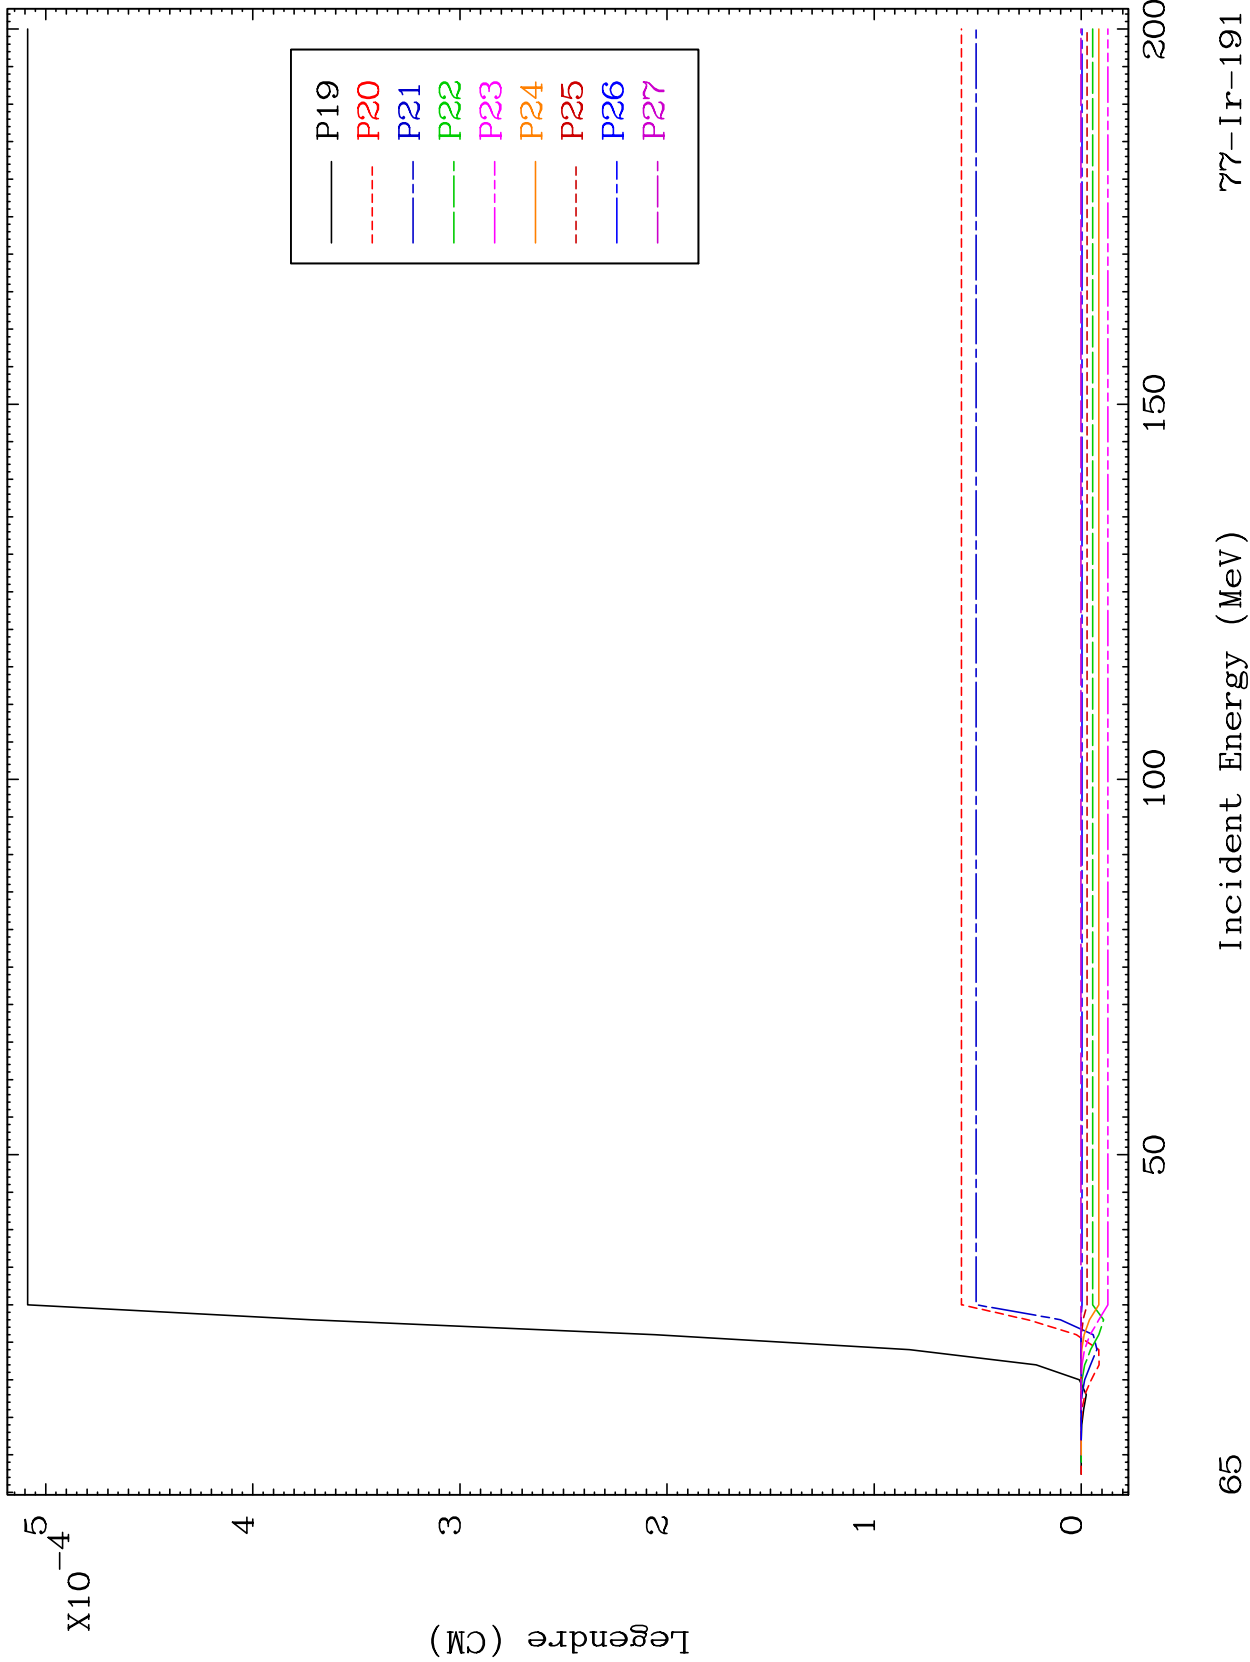 X10⁻⁴
5
4
3
2
1
0
Legendre (CM)
P19
P20
P21
P22
P23
P24
P25
P26
P27
50
100
150
200
65
Incident Energy (MeV)
77-Ir-191